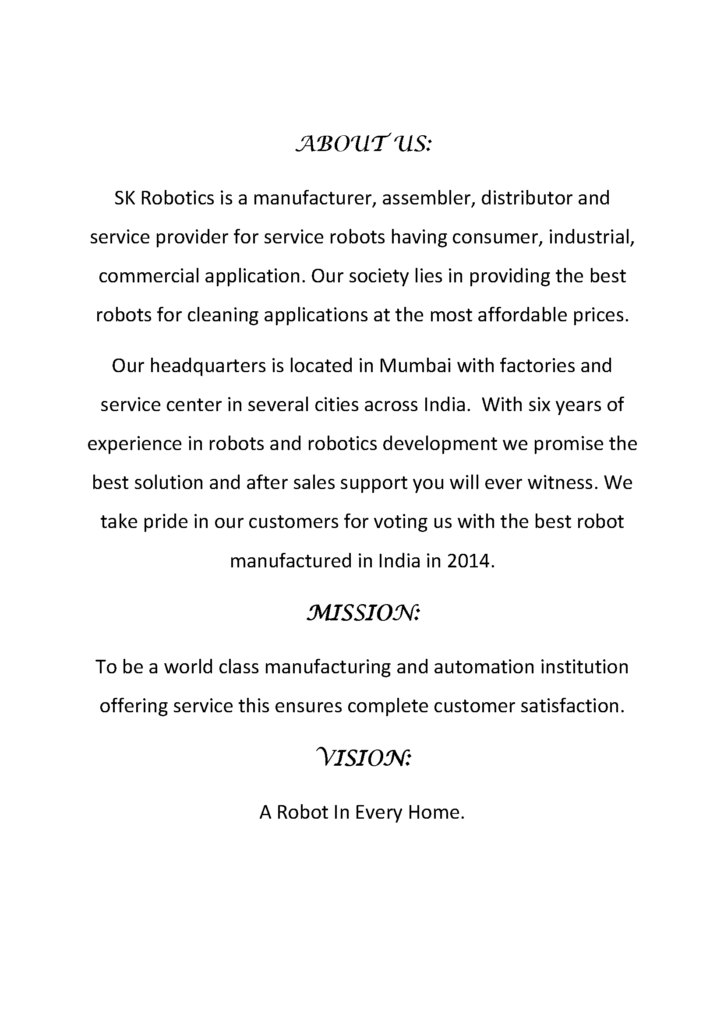 ABOUT US:
SK Robotics is a manufacturer, assembler, distributor and
service provider for service robots having consumer, industrial,
commercial application. Our society lies in providing the best
robots for cleaning applications at the most affordable prices.
Our headquarters is located in Mumbai with factories and
service center in several cities across India.  With six years of
experience in robots and robotics development we promise the
best solution and after sales support you will ever witness. We
take pride in our customers for voting us with the best robot
manufactured in India in 2014.
MISSION:
To be a world class manufacturing and automation institution
offering service this ensures complete customer satisfaction.
VISION:
A Robot In Every Home.